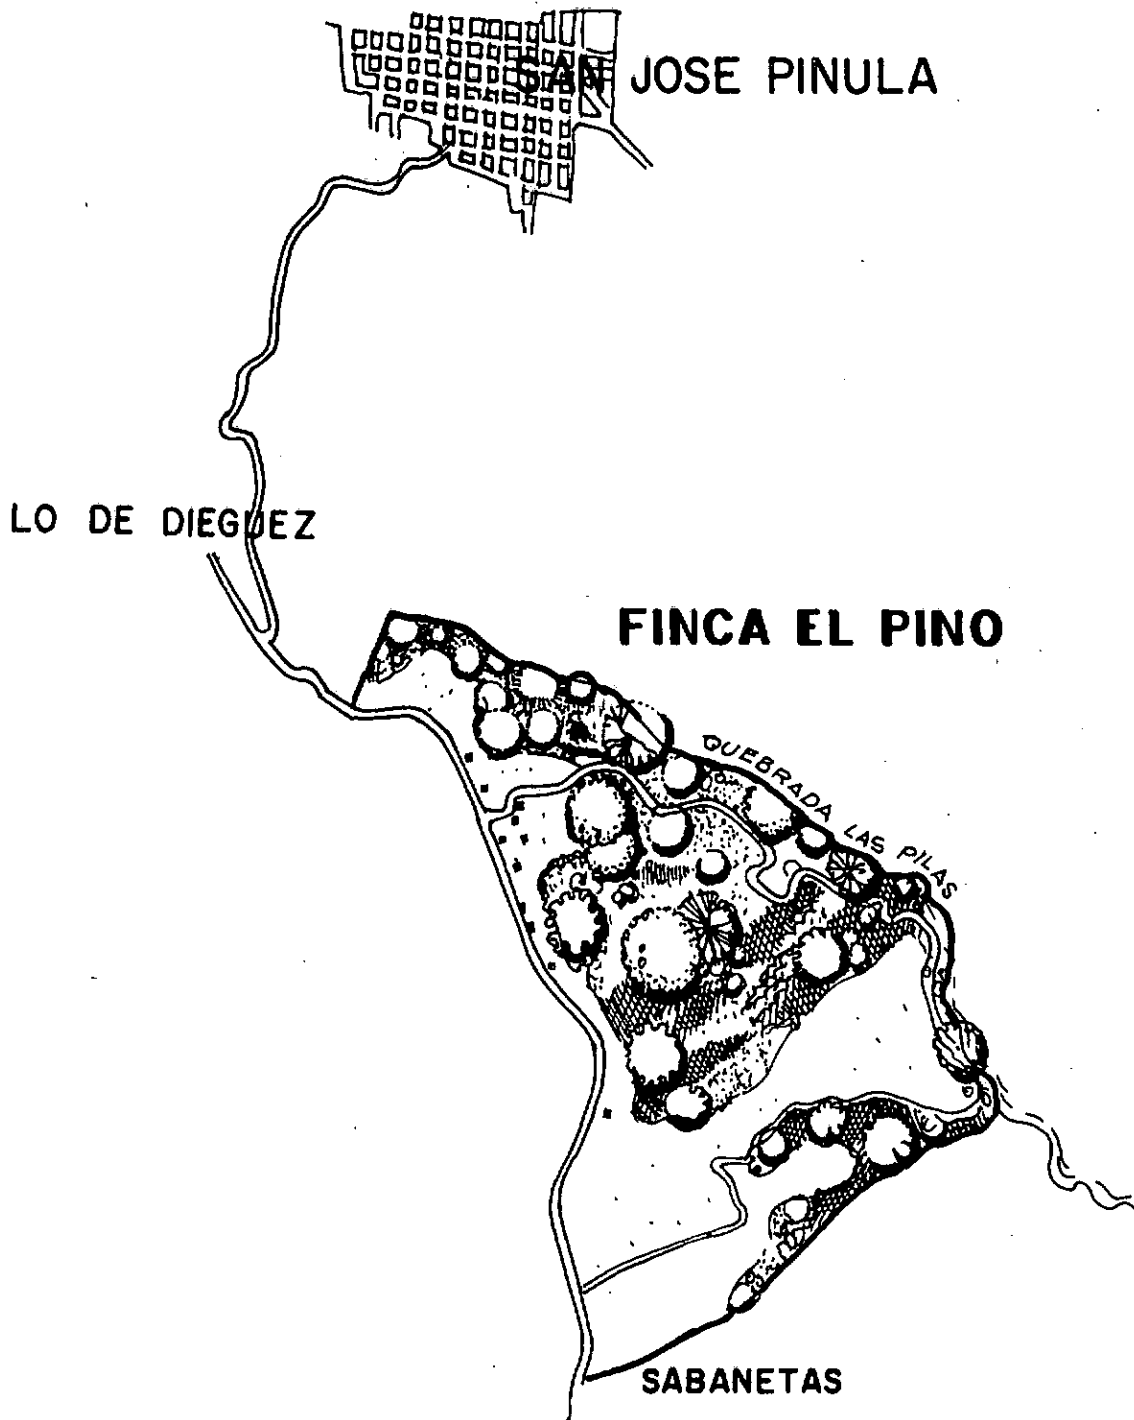 SAN JOSE PINULA
LO DE DIEGUEZ
FINCA EL PINO
QUEBRADA LAS PILAS
SABANETAS